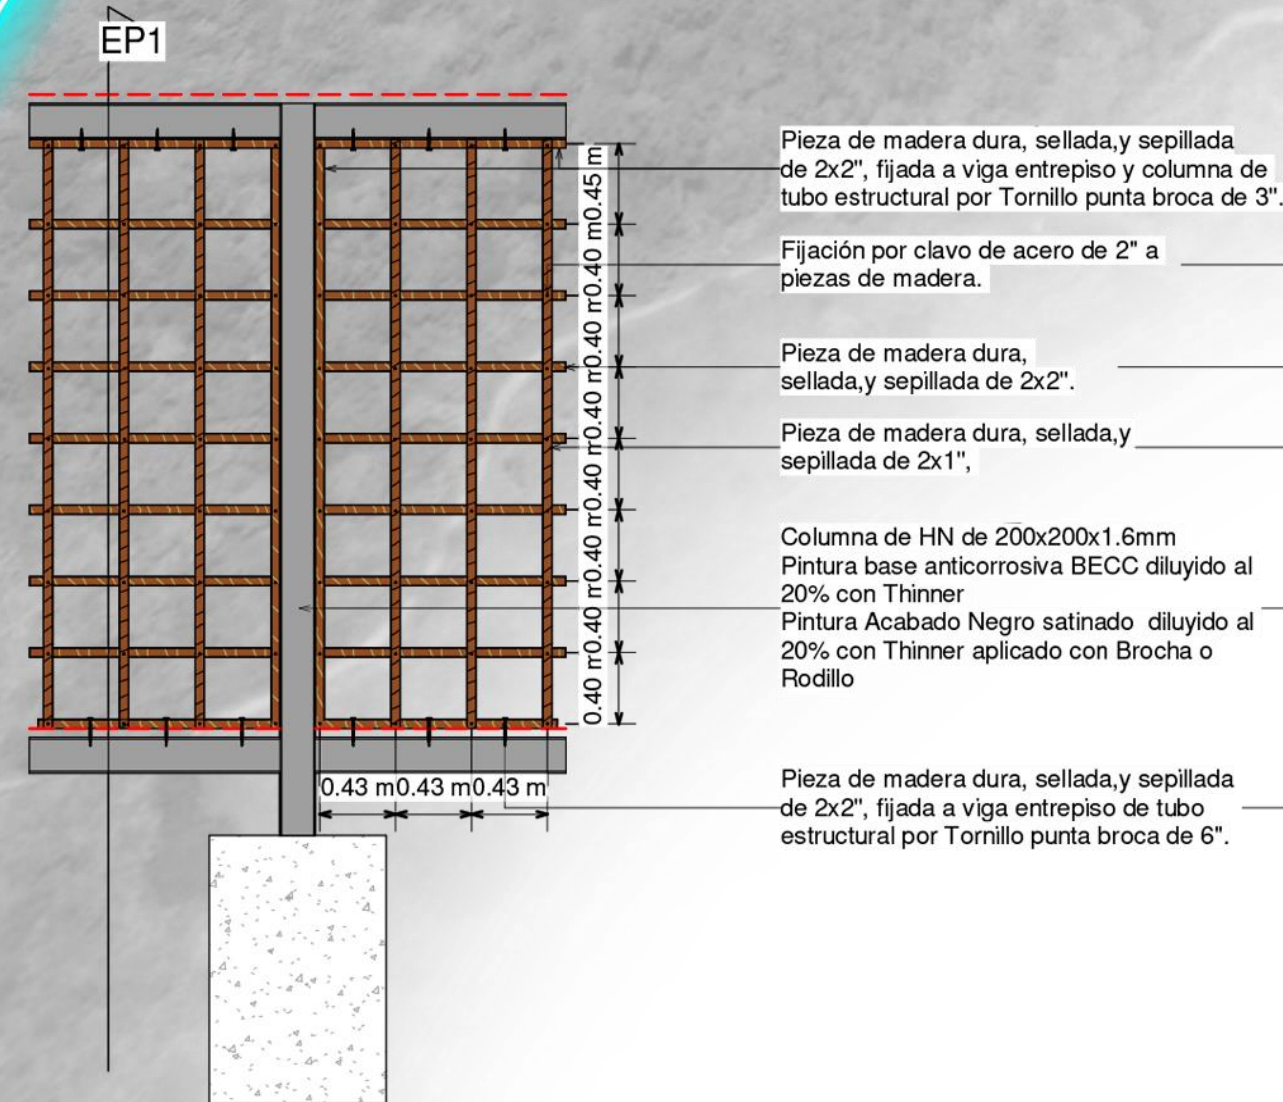 EP1
Pieza de madera dura, sellada,y sepillada
de 2x2", fijada a viga entrepiso y columna de
tubo estructural por Tornillo punta broca de 3".
Fijación por clavo de acero de 2" a
piezas de madera.
Pieza de madera dura,
sellada,y sepillada de 2x2".
Pieza de madera dura, sellada,y
sepillada de 2x1",
Columna de HN de 200x200x1.6mm
Pintura base anticorrosiva BECC diluyido al
20% con Thinner
Pintura Acabado Negro satinado diluyido al
20% con Thinner aplicado con Brocha o
Rodillo
Pieza de madera dura, sellada,y sepillada
de 2x2", fijada a viga entrepiso de tubo
estructural por Tornillo punta broca de 6".
0.45 m
0.40 m
0.40 m
0.40 m
0.40 m
0.40 m
0.40 m
0.40 m
0.43 m 0.43 m 0.43 m